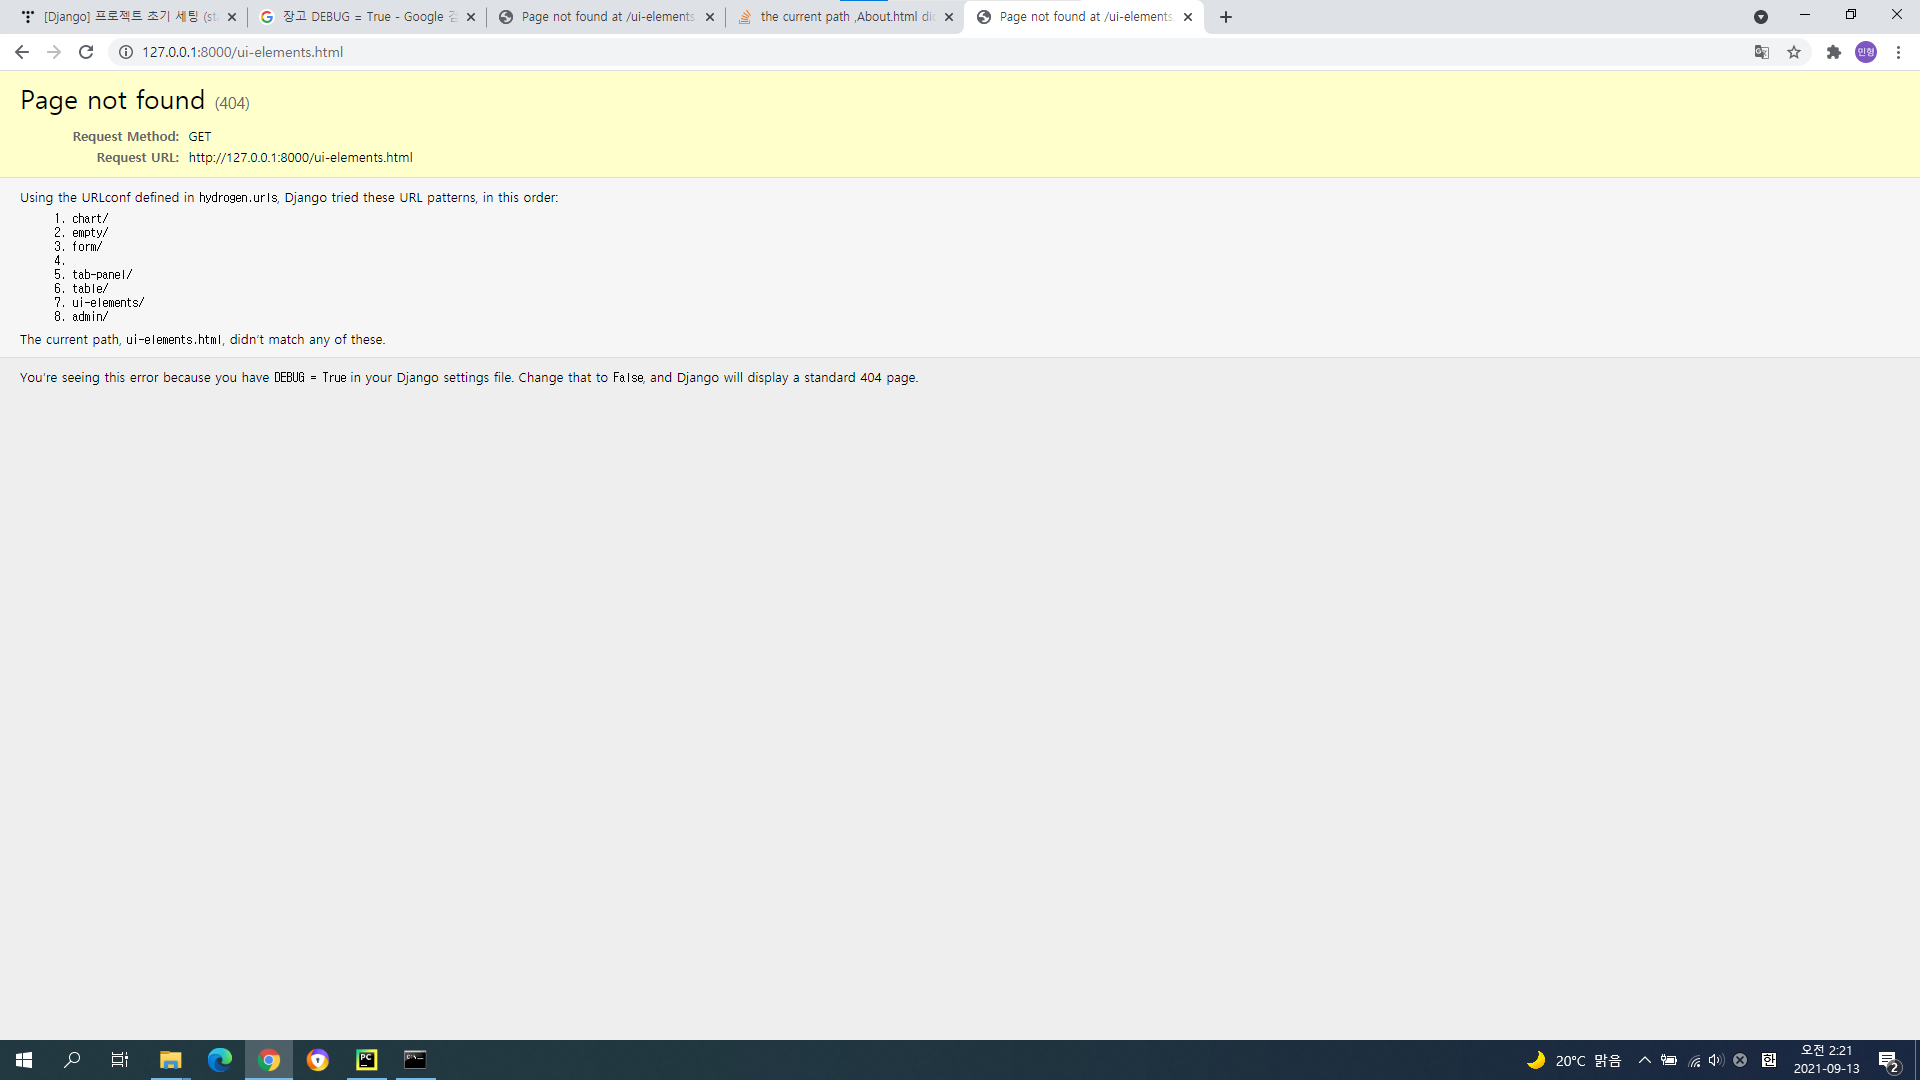 [Django] 프로젝트 초기 세팅 (sta
장고 DEBUG = True - Google 검
Page not found at /ui-elements.
the current path ,About.html did
Page not found at /ui-elements.
127.0.0.1:8000/ui-elements.html
민형
Page not found (404)
Request Method: GET
Request URL: http://127.0.0.1:8000/ui-elements.html
Using the URLconf defined in hydrogen.urls, Django tried these URL patterns, in this order:
1. chart/
2. empty/
3. form/
4.
5. tab-panel/
6. table/
7. ui-elements/
8. admin/
The current path, ui-elements.html, didn't match any of these.
You're seeing this error because you have DEBUG = True in your Django settings file. Change that to False, and Django will display a standard 404 page.
PC
20°C 맑음
한
오전 2:21
2021-09-13
2